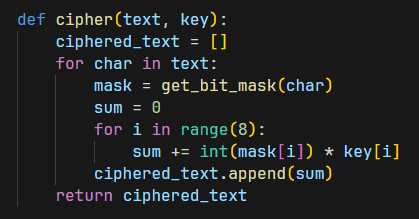 def cipher(text, key):
    ciphered_text = []
    for char in text:
        mask = get_bit_mask(char)
        sum = 0
        for i in range(8):
            sum += int(mask[i]) * key[i]
        ciphered_text.append(sum)
    return ciphered_text